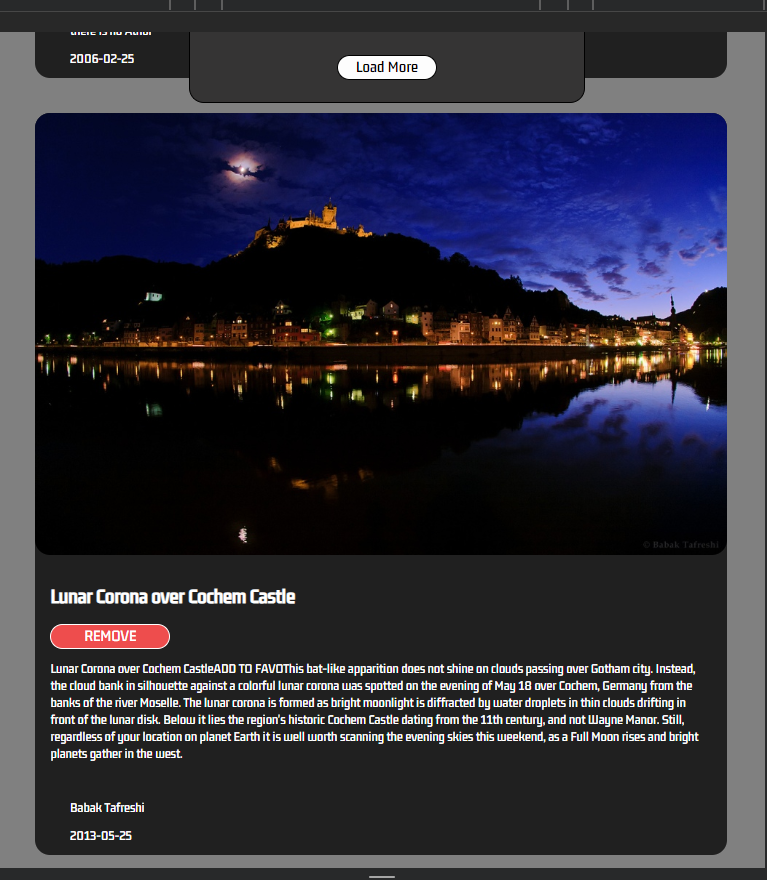 there is no Athor
2006-02-25
Load More
© Babak Tafreshi
Lunar Corona over Cochem Castle
REMOVE
Lunar Corona over Cochem CastleADD TO FAVOThis bat-like apparition does not shine on clouds passing over Gotham city. Instead,
the cloud bank in silhouette against a colorful lunar corona was spotted on the evening of May 18 over Cochem, Germany from the
banks of the river Moselle. The lunar corona is formed as bright moonlight is diffracted by water droplets in thin clouds drifting in
front of the lunar disk. Below it lies the region's historic Cochem Castle dating from the 11th century, and not Wayne Manor. Still,
regardless of your location on planet Earth it is well worth scanning the evening skies this weekend, as a Full Moon rises and bright
planets gather in the west.
Babak Tafreshi
2013-05-25